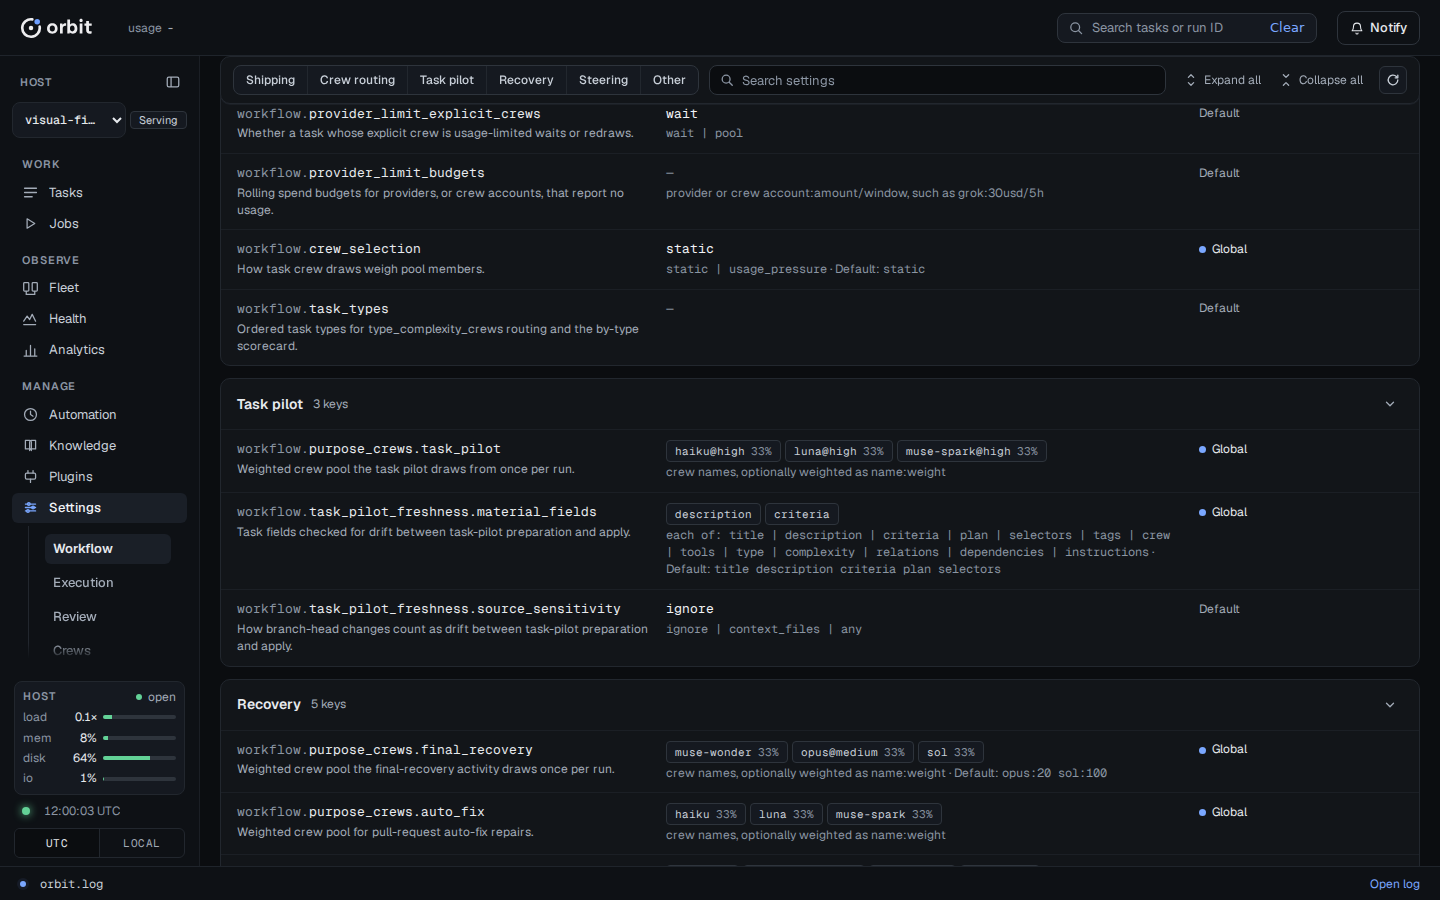 orbit
usage -
Search tasks or run ID
Clear
Notify
HOST
visual-fi...
Serving
WORK
Tasks
Jobs
OBSERVE
Fleet
Health
Analytics
MANAGE
Automation
Knowledge
Plugins
Settings
Workflow
Execution
Review
Crews
HOST
open
load 0.1×
mem 8%
disk 64%
io 1%
12:00:03 UTC
UTC
LOCAL
Shipping
Crew routing
Task pilot
Recovery
Steering
Other
Search settings
Expand all
Collapse all
workflow.provider_limit_explicit_crews
Whether a task whose explicit crew is usage-limited waits or redraws.
wait
wait | pool
Default
workflow.provider_limit_budgets
Rolling spend budgets for providers, or crew accounts, that report no
usage.
—
provider or crew account:amount/window, such as grok:30usd/5h
Default
workflow.crew_selection
How task crew draws weigh pool members.
static
static | usage_pressure · Default: static
Global
workflow.task_types
Ordered task types for type_complexity_crews routing and the by-type
scorecard.
—
Default
Task pilot 3 keys
workflow.purpose_crews.task_pilot
Weighted crew pool the task pilot draws from once per run.
haiku@high 33%
luna@high 33%
muse-spark@high 33%
crew names, optionally weighted as name:weight
Global
workflow.task_pilot_freshness.material_fields
Task fields checked for drift between task-pilot preparation and apply.
description
criteria
each of: title | description | criteria | plan | selectors | tags | crew
| tools | type | complexity | relations | dependencies | instructions ·
Default: title description criteria plan selectors
Global
workflow.task_pilot_freshness.source_sensitivity
How branch-head changes count as drift between task-pilot preparation
and apply.
ignore
ignore | context_files | any
Default
Recovery 5 keys
workflow.purpose_crews.final_recovery
Weighted crew pool the final-recovery activity draws once per run.
muse-wonder 33%
opus@medium 33%
sol 33%
crew names, optionally weighted as name:weight · Default: opus:20 sol:100
Global
workflow.purpose_crews.auto_fix
Weighted crew pool for pull-request auto-fix repairs.
haiku 33%
luna 33%
muse-spark 33%
crew names, optionally weighted as name:weight
Global
orbit.log
Open log